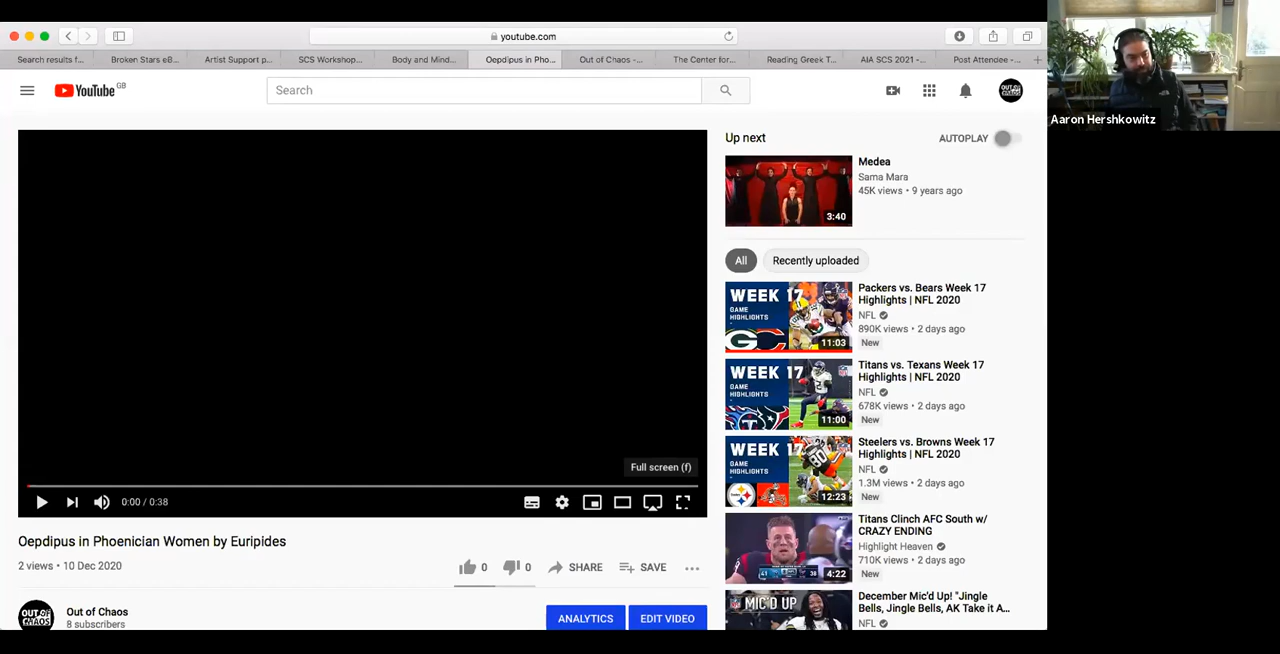 youtube.com
Search results f...
Broken Stars eB...
Artist Support p...
SCS Workshop...
Body and Mind...
Oepdipus in Pho...
Out of Chaos -...
The Center for...
Reading Greek T...
AIA SCS 2021 -...
Post Attendee -...
YouTube GB
Search
OUT OF CHAOS
Aaron Hershkowitz
Full screen (f)
0:00 / 0:38
Oepdipus in Phoenician Women by Euripides
2 views • 10 Dec 2020
0
0
SHARE
SAVE
OUT OF CHAOS
Out of Chaos
8 subscribers
ANALYTICS
EDIT VIDEO
Up next
AUTOPLAY
3:40
Medea
Sama Mara
45K views • 9 years ago
All
Recently uploaded
WEEK 17
GAME
HIGHLIGHTS
11:03
Packers vs. Bears Week 17
Highlights | NFL 2020
NFL
890K views • 2 days ago
New
WEEK 17
GAME
HIGHLIGHTS
11:00
Titans vs. Texans Week 17
Highlights | NFL 2020
NFL
678K views • 2 days ago
New
WEEK 17
GAME
HIGHLIGHTS
12:23
Steelers vs. Browns Week 17
Highlights | NFL 2020
NFL
1.3M views • 2 days ago
New
41
38
4:22
Titans Clinch AFC South w/
CRAZY ENDING
Highlight Heaven
710K views • 2 days ago
New
MIC'D UP
December Mic'd Up! "Jingle
Bells, Jingle Bells, AK Take it A...
NFL